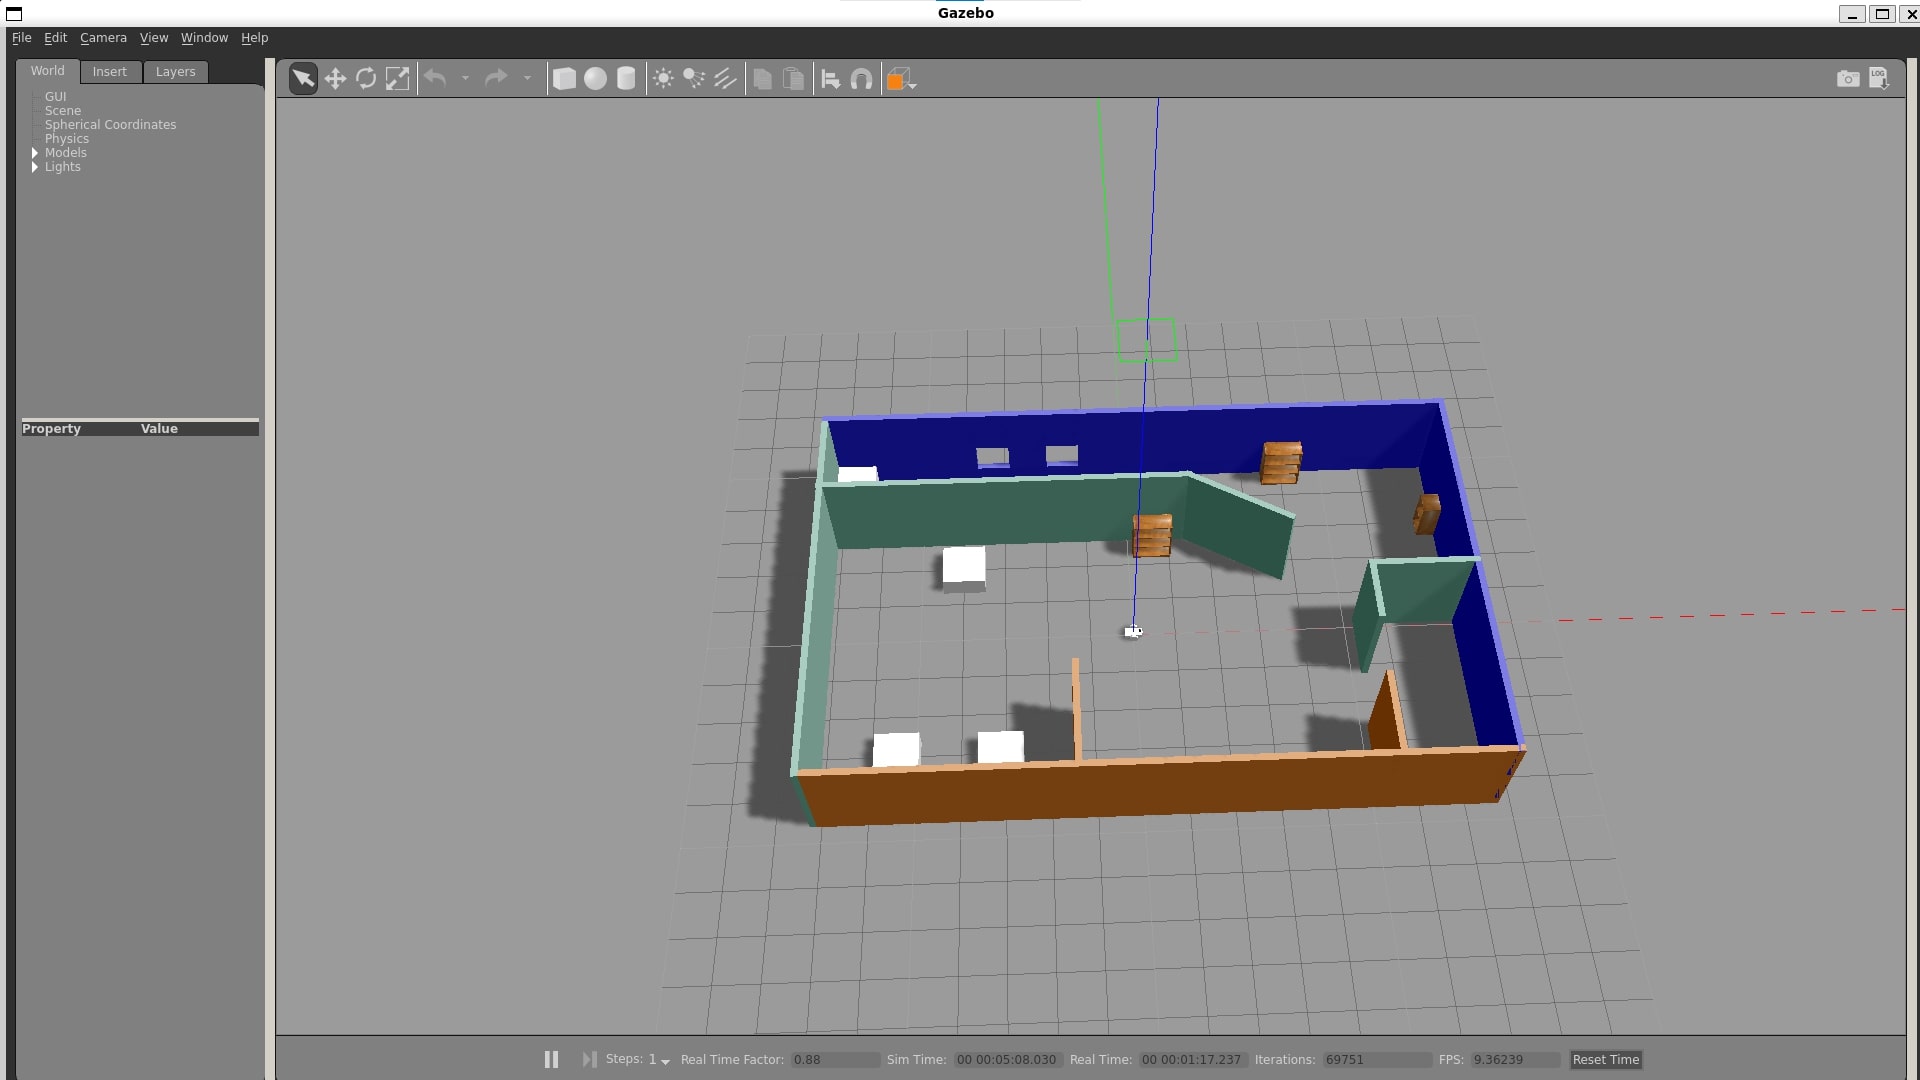 Gazebo
File Edit Camera View Window Help
World Insert Layers
LOG
GUI
Scene
Spherical Coordinates
Physics
Models
Lights
Property Value
Steps: 1 Real Time Factor: 0.88 Sim Time: 00 00:05:08.030 Real Time: 00 00:01:17.237 Iterations: 69751 FPS: 9.36239 Reset Time